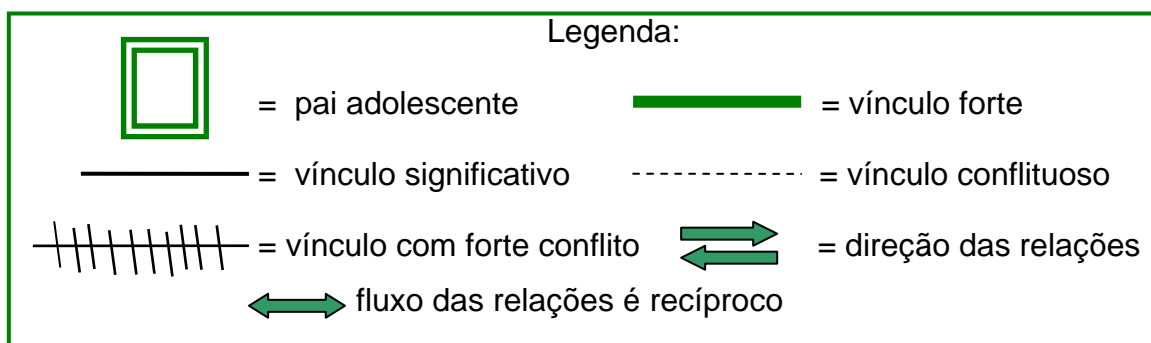 Legenda:
= pai adolescente = vínculo forte
= vínculo significativo = vínculo conflituoso
= vínculo com forte conflito = direção das relações
fluxo das relações é recíproco